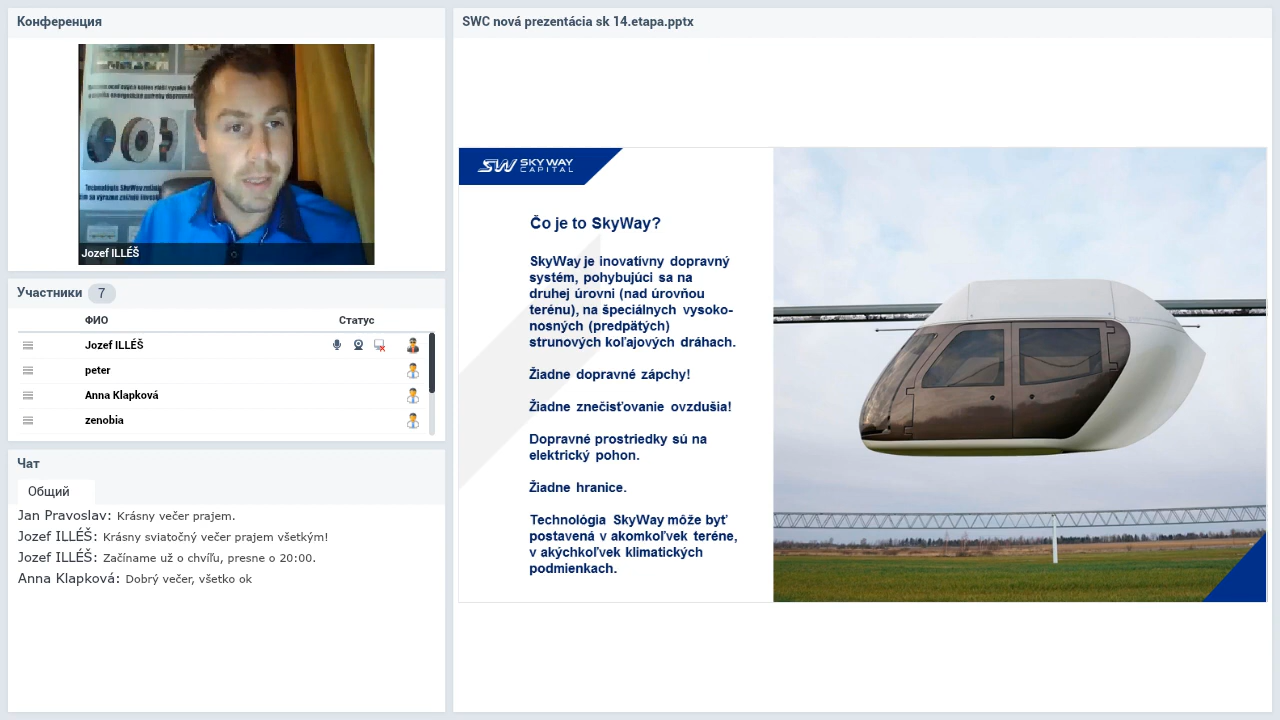 Конференция
Jozef ILLÉŠ
Участники 7
ФИО Статус
Jozef ILLÉŠ
peter
Anna Klapková
zenobia
Чат
Общий
Jan Pravoslav: Krásny večer prajem.
Jozef ILLÉŠ: Krásny sviatočný večer prajem všetkým!
Jozef ILLÉŠ: Začíname už o chvíľu, presne o 20:00.
Anna Klapková: Dobrý večer, všetko ok
SWC nová prezentácia sk 14.etapa.pptx
SW SKYWAY
CAPITAL
Čo je to SkyWay?
SkyWay je inovatívny dopravný
systém, pohybujúci sa na
druhej úrovni (nad úrovňou
terénu), na špeciálnych vysoko-
nosných (predpätých)
strunových koľajových dráhach.
Žiadne dopravné zápchy!
Žiadne znečisťovanie ovzdušia!
Dopravné prostriedky sú na
elektrický pohon.
Žiadne hranice.
Technológia SkyWay môže byť
postavená v akomkoľvek teréne,
v akýchkoľvek klimatických
podmienkach.